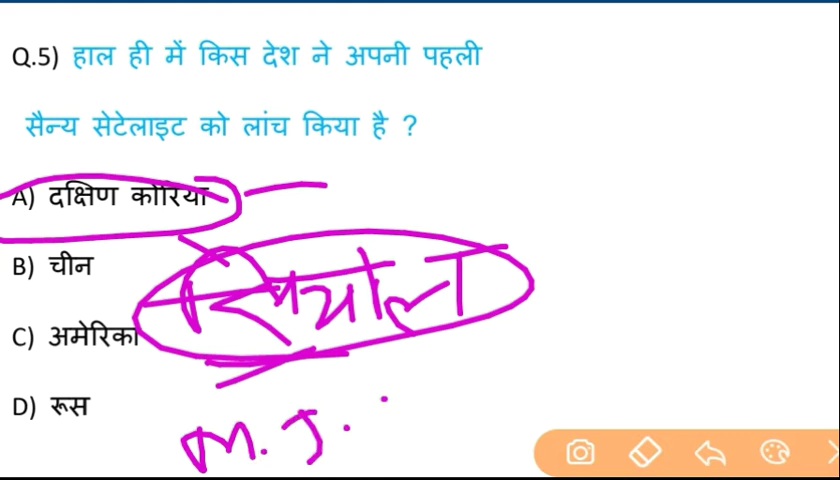 Q.5) हाल ही में किस देश ने अपनी पहली
सैन्य सेटेलाइट को लांच किया है ?
A) दक्षिण कोरिया
B) चीन
सियोल
C) अमेरिका
D) रूस
M. J.